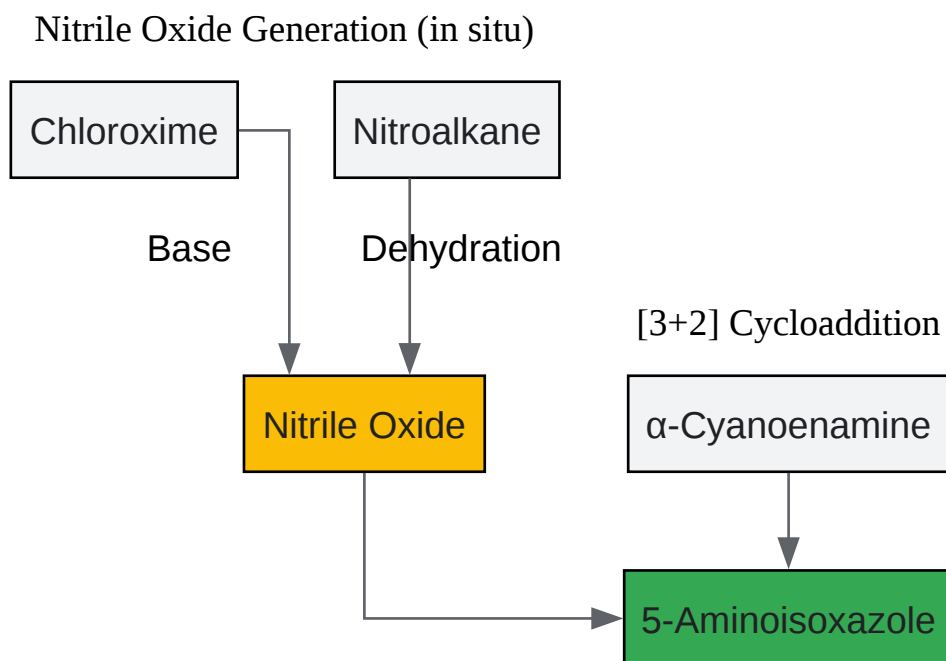 Nitrile Oxide Generation (in situ)
Chloroxime
Nitroalkane
Base
Dehydration
[3+2] Cycloaddition
Nitrile Oxide
α-Cyanoenamine
5-Aminoisoxazole